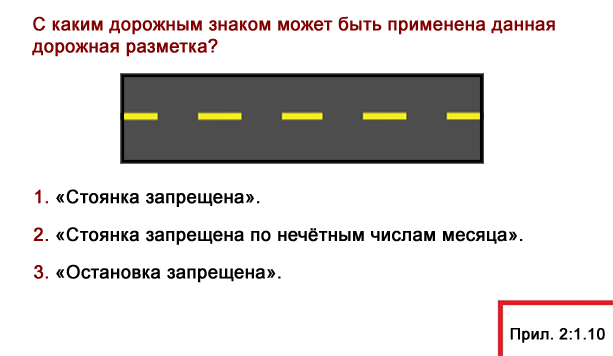 С каким дорожным знаком может быть применена данная
дорожная разметка?
1. «Стоянка запрещена».
2. «Стоянка запрещена по нечётным числам месяца».
3. «Остановка запрещена».
Прил. 2:1.10